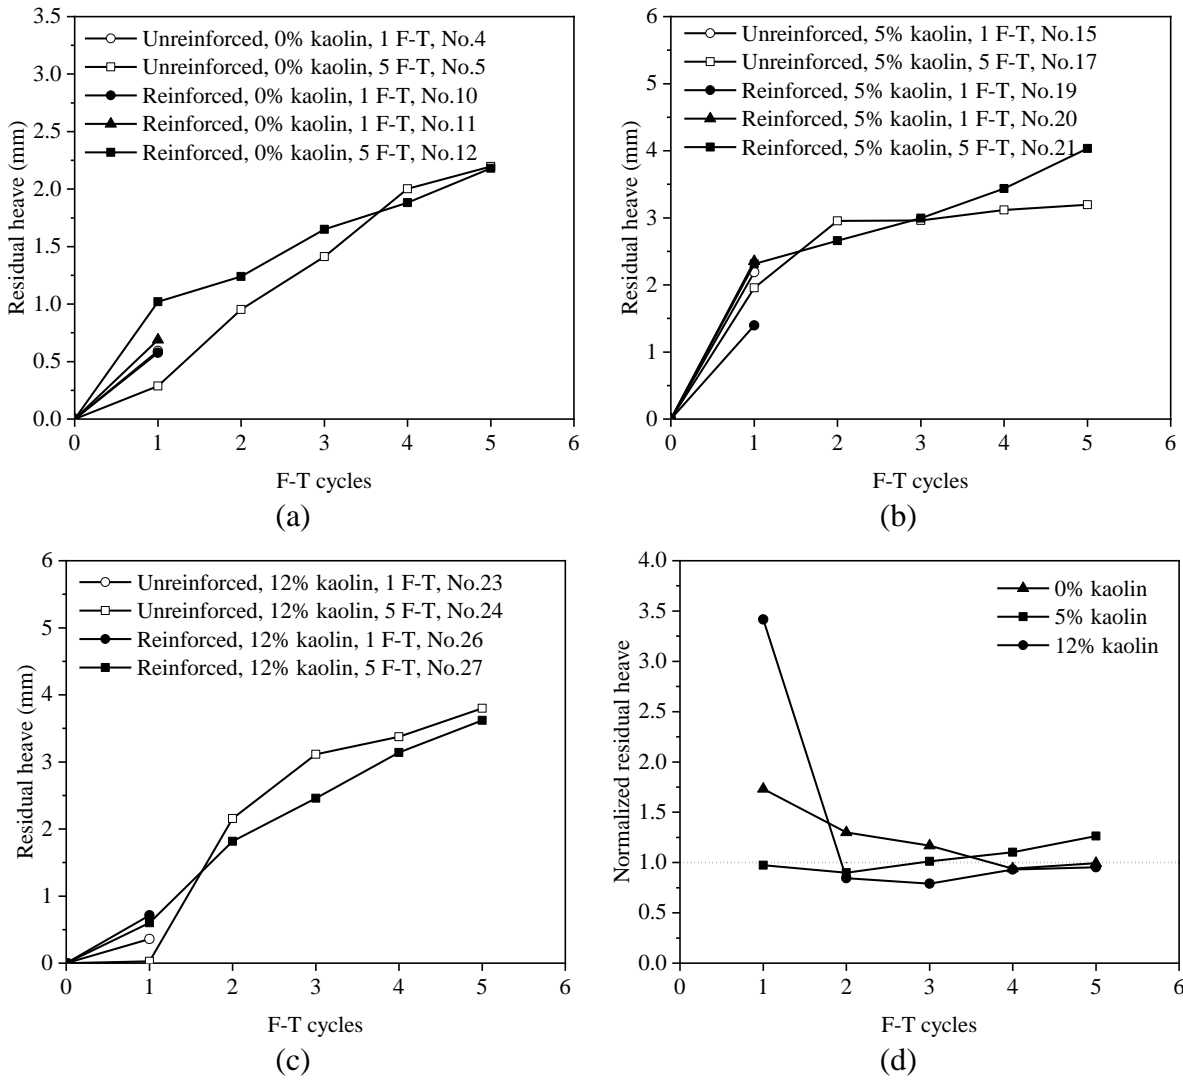 3.5
3.0
2.5
2.0
1.5
1.0
0.5
0.0
Residual heave (mm)
Unreinforced, 0% kaolin, 1 F-T, No.4
Unreinforced, 0% kaolin, 5 F-T, No.5
Reinforced, 0% kaolin, 1 F-T, No.10
Reinforced, 0% kaolin, 1 F-T, No.11
Reinforced, 0% kaolin, 5 F-T, No.12
0 1 2 3 4 5 6
F-T cycles
(a)
6
5
4
3
2
1
0
Residual heave (mm)
Unreinforced, 5% kaolin, 1 F-T, No.15
Unreinforced, 5% kaolin, 5 F-T, No.17
Reinforced, 5% kaolin, 1 F-T, No.19
Reinforced, 5% kaolin, 1 F-T, No.20
Reinforced, 5% kaolin, 5 F-T, No.21
0 1 2 3 4 5 6
F-T cycles
(b)
6
5
4
3
2
1
0
Residual heave (mm)
Unreinforced, 12% kaolin, 1 F-T, No.23
Unreinforced, 12% kaolin, 5 F-T, No.24
Reinforced, 12% kaolin, 1 F-T, No.26
Reinforced, 12% kaolin, 5 F-T, No.27
0 1 2 3 4 5 6
F-T cycles
(c)
4.0
3.5
3.0
2.5
2.0
1.5
1.0
0.5
0.0
Normalized residual heave
0% kaolin
5% kaolin
12% kaolin
0 1 2 3 4 5 6
F-T cycles
(d)